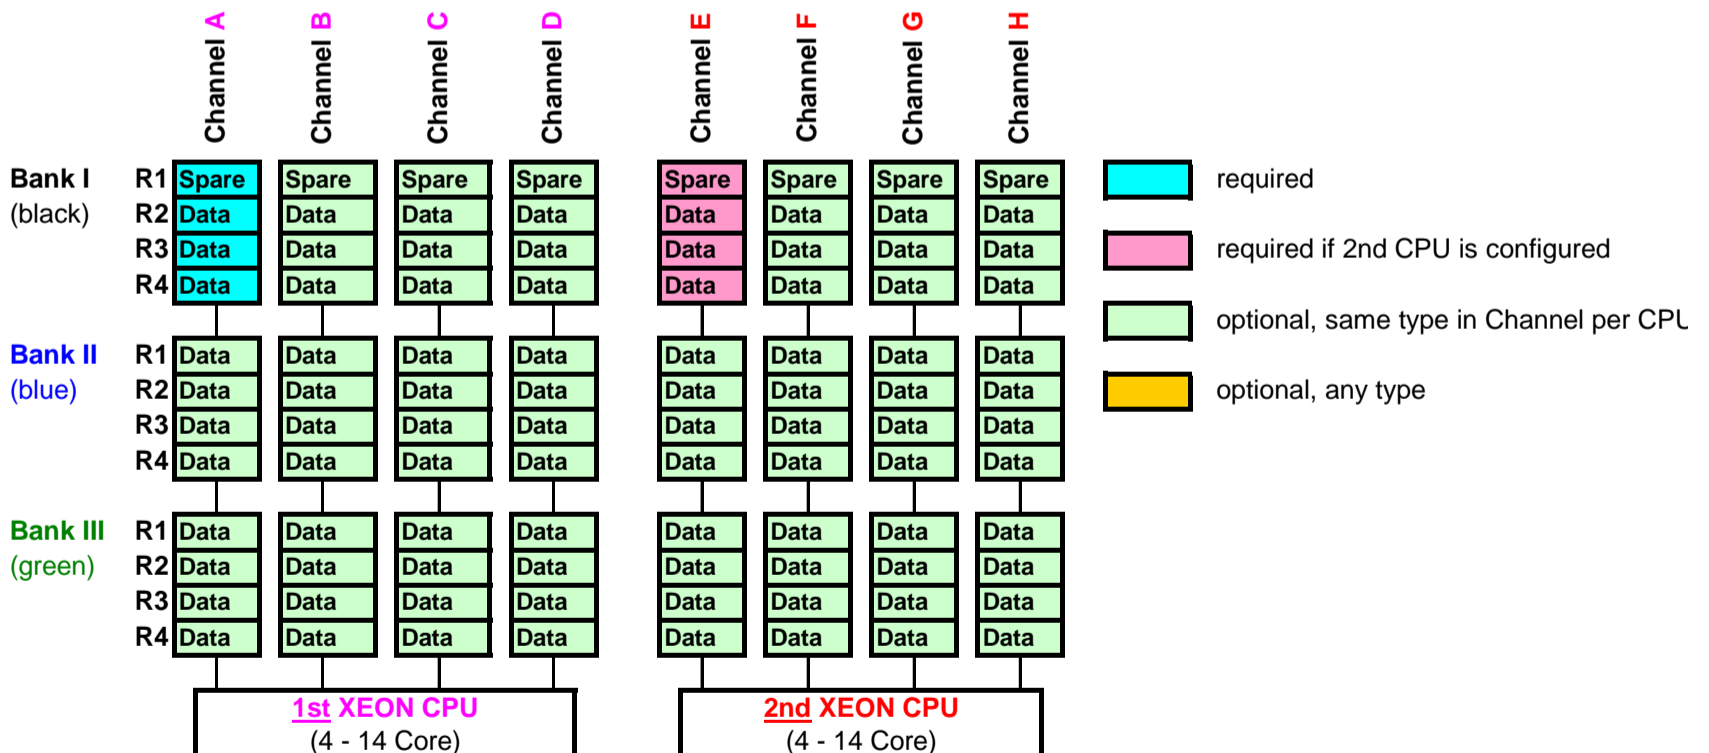 Channel A Channel B Channel C Channel D Channel E Channel F Channel G Channel H
Bank I R1 Spare Spare Spare Spare Spare Spare Spare Spare required
(black) R2 Data Data Data Data Data Data Data Data
R3 Data Data Data Data Data Data Data Data required if 2nd CPU is configured
R4 Data Data Data Data Data Data Data Data
optional, same type in Channel per CPU
Bank II R1 Data Data Data Data Data Data Data Data
(blue) R2 Data Data Data Data Data Data Data Data optional, any type
R3 Data Data Data Data Data Data Data Data
R4 Data Data Data Data Data Data Data Data
Bank III R1 Data Data Data Data Data Data Data Data
(green) R2 Data Data Data Data Data Data Data Data
R3 Data Data Data Data Data Data Data Data
R4 Data Data Data Data Data Data Data Data
1st XEON CPU 2nd XEON CPU
(4 - 14 Core) (4 - 14 Core)